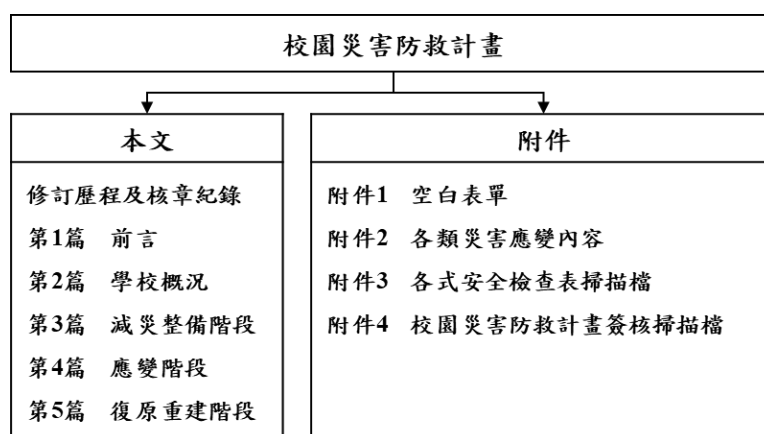 校園災害防救計畫
本文
修訂歷程及核章紀錄
第1篇 前言
第2篇 學校概況
第3篇 減災整備階段
第4篇 應變階段
第5篇 復原重建階段
附件
附件1 空白表單
附件2 各類災害應變內容
附件3 各式安全檢查表掃描檔
附件4 校園災害防救計畫簽核掃描檔